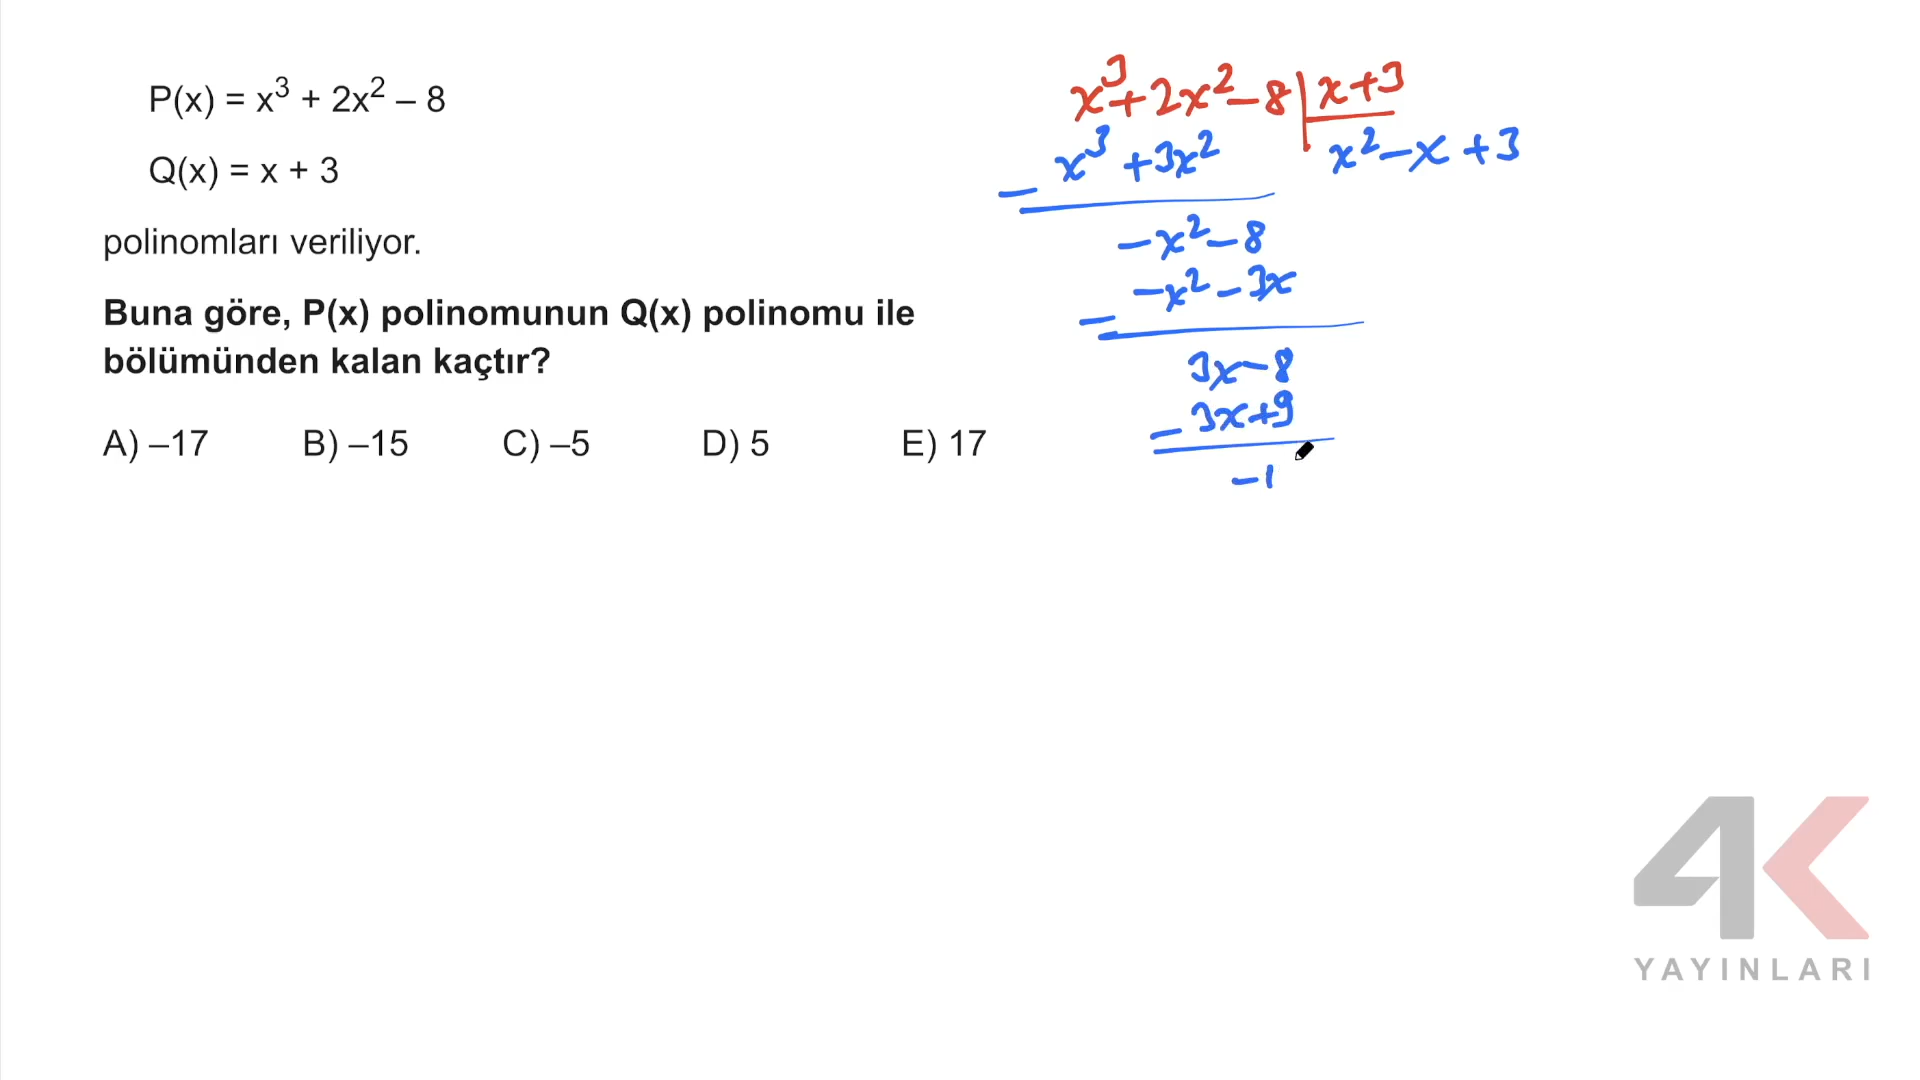 P(x) = x³ + 2x² – 8
Q(x) = x + 3
polinomları veriliyor.
Buna göre, P(x) polinomunun Q(x) polinomu ile
bölümünden kalan kaçtır?
A) –17 B) –15 C) –5 D) 5 E) 17
x³+2x²-8 | x+3
x³ +3x² x²-x+3
-
-x²-8
-x²-3x
-
3x-8
- 3x+9
-1
4K
YAYINLARI